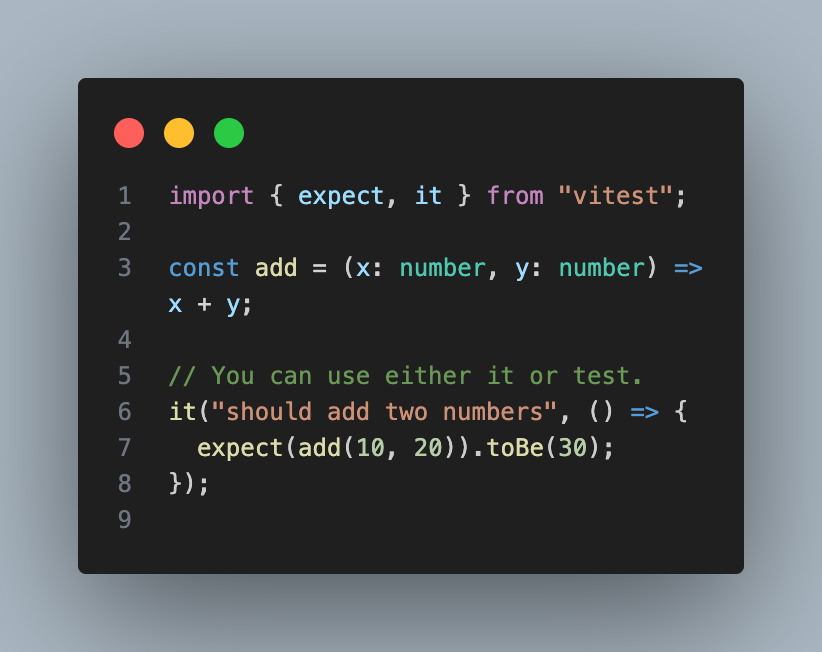 1 import { expect, it } from "vitest";
2
3 const add = (x: number, y: number) =>
x + y;
4
5 // You can use either it or test.
6 it("should add two numbers", () => {
7   expect(add(10, 20)).toBe(30);
8 });
9